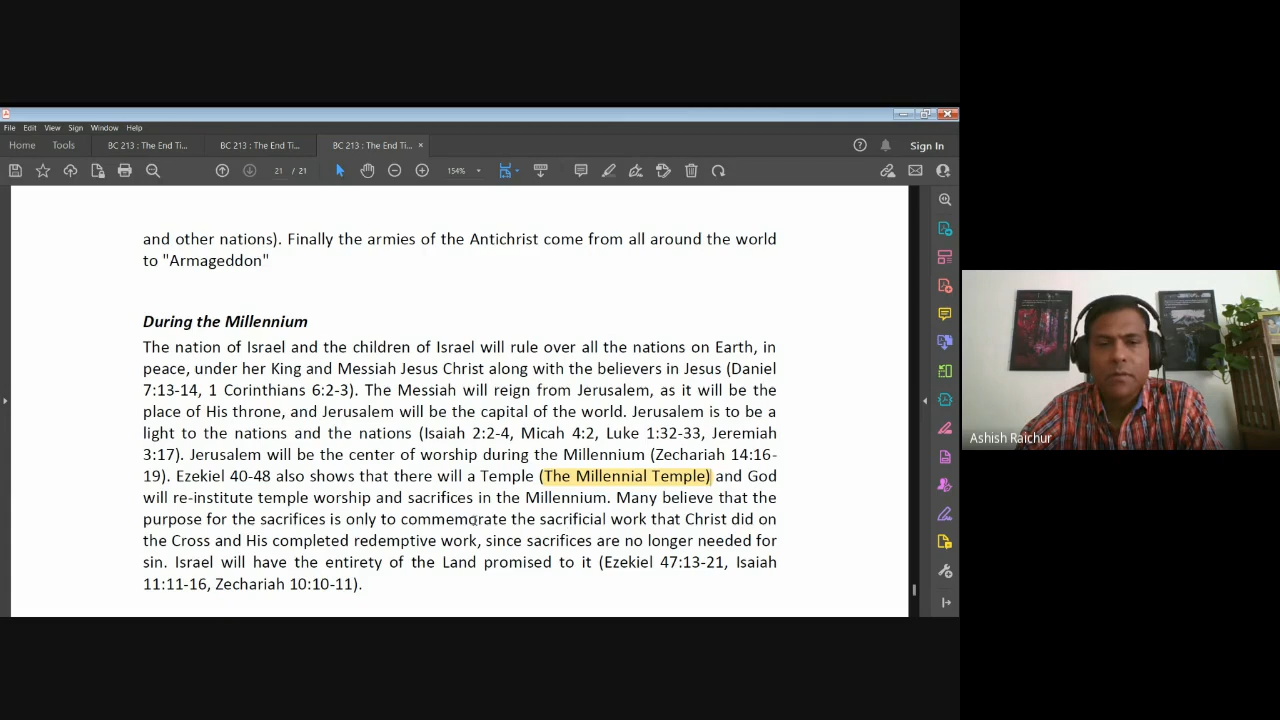 File Edit View Sign Window Help
Home Tools BC 213 : The End Ti... BC 213 : The End Ti... BC 213 : The End Ti... × Sign In
21 / 21 154%
and other nations). Finally the armies of the Antichrist come from all around the world
to "Armageddon"
During the Millennium
The nation of Israel and the children of Israel will rule over all the nations on Earth, in
peace, under her King and Messiah Jesus Christ along with the believers in Jesus (Daniel
7:13-14, 1 Corinthians 6:2-3). The Messiah will reign from Jerusalem, as it will be the
place of His throne, and Jerusalem will be the capital of the world. Jerusalem is to be a
light to the nations and the nations (Isaiah 2:2-4, Micah 4:2, Luke 1:32-33, Jeremiah
3:17). Jerusalem will be the center of worship during the Millennium (Zechariah 14:16-
19). Ezekiel 40-48 also shows that there will a Temple (The Millennial Temple) and God
will re-institute temple worship and sacrifices in the Millennium. Many believe that the
purpose for the sacrifices is only to commemorate the sacrificial work that Christ did on
the Cross and His completed redemptive work, since sacrifices are no longer needed for
sin. Israel will have the entirety of the Land promised to it (Ezekiel 47:13-21, Isaiah
11:11-16, Zechariah 10:10-11).
Ashish Raichur